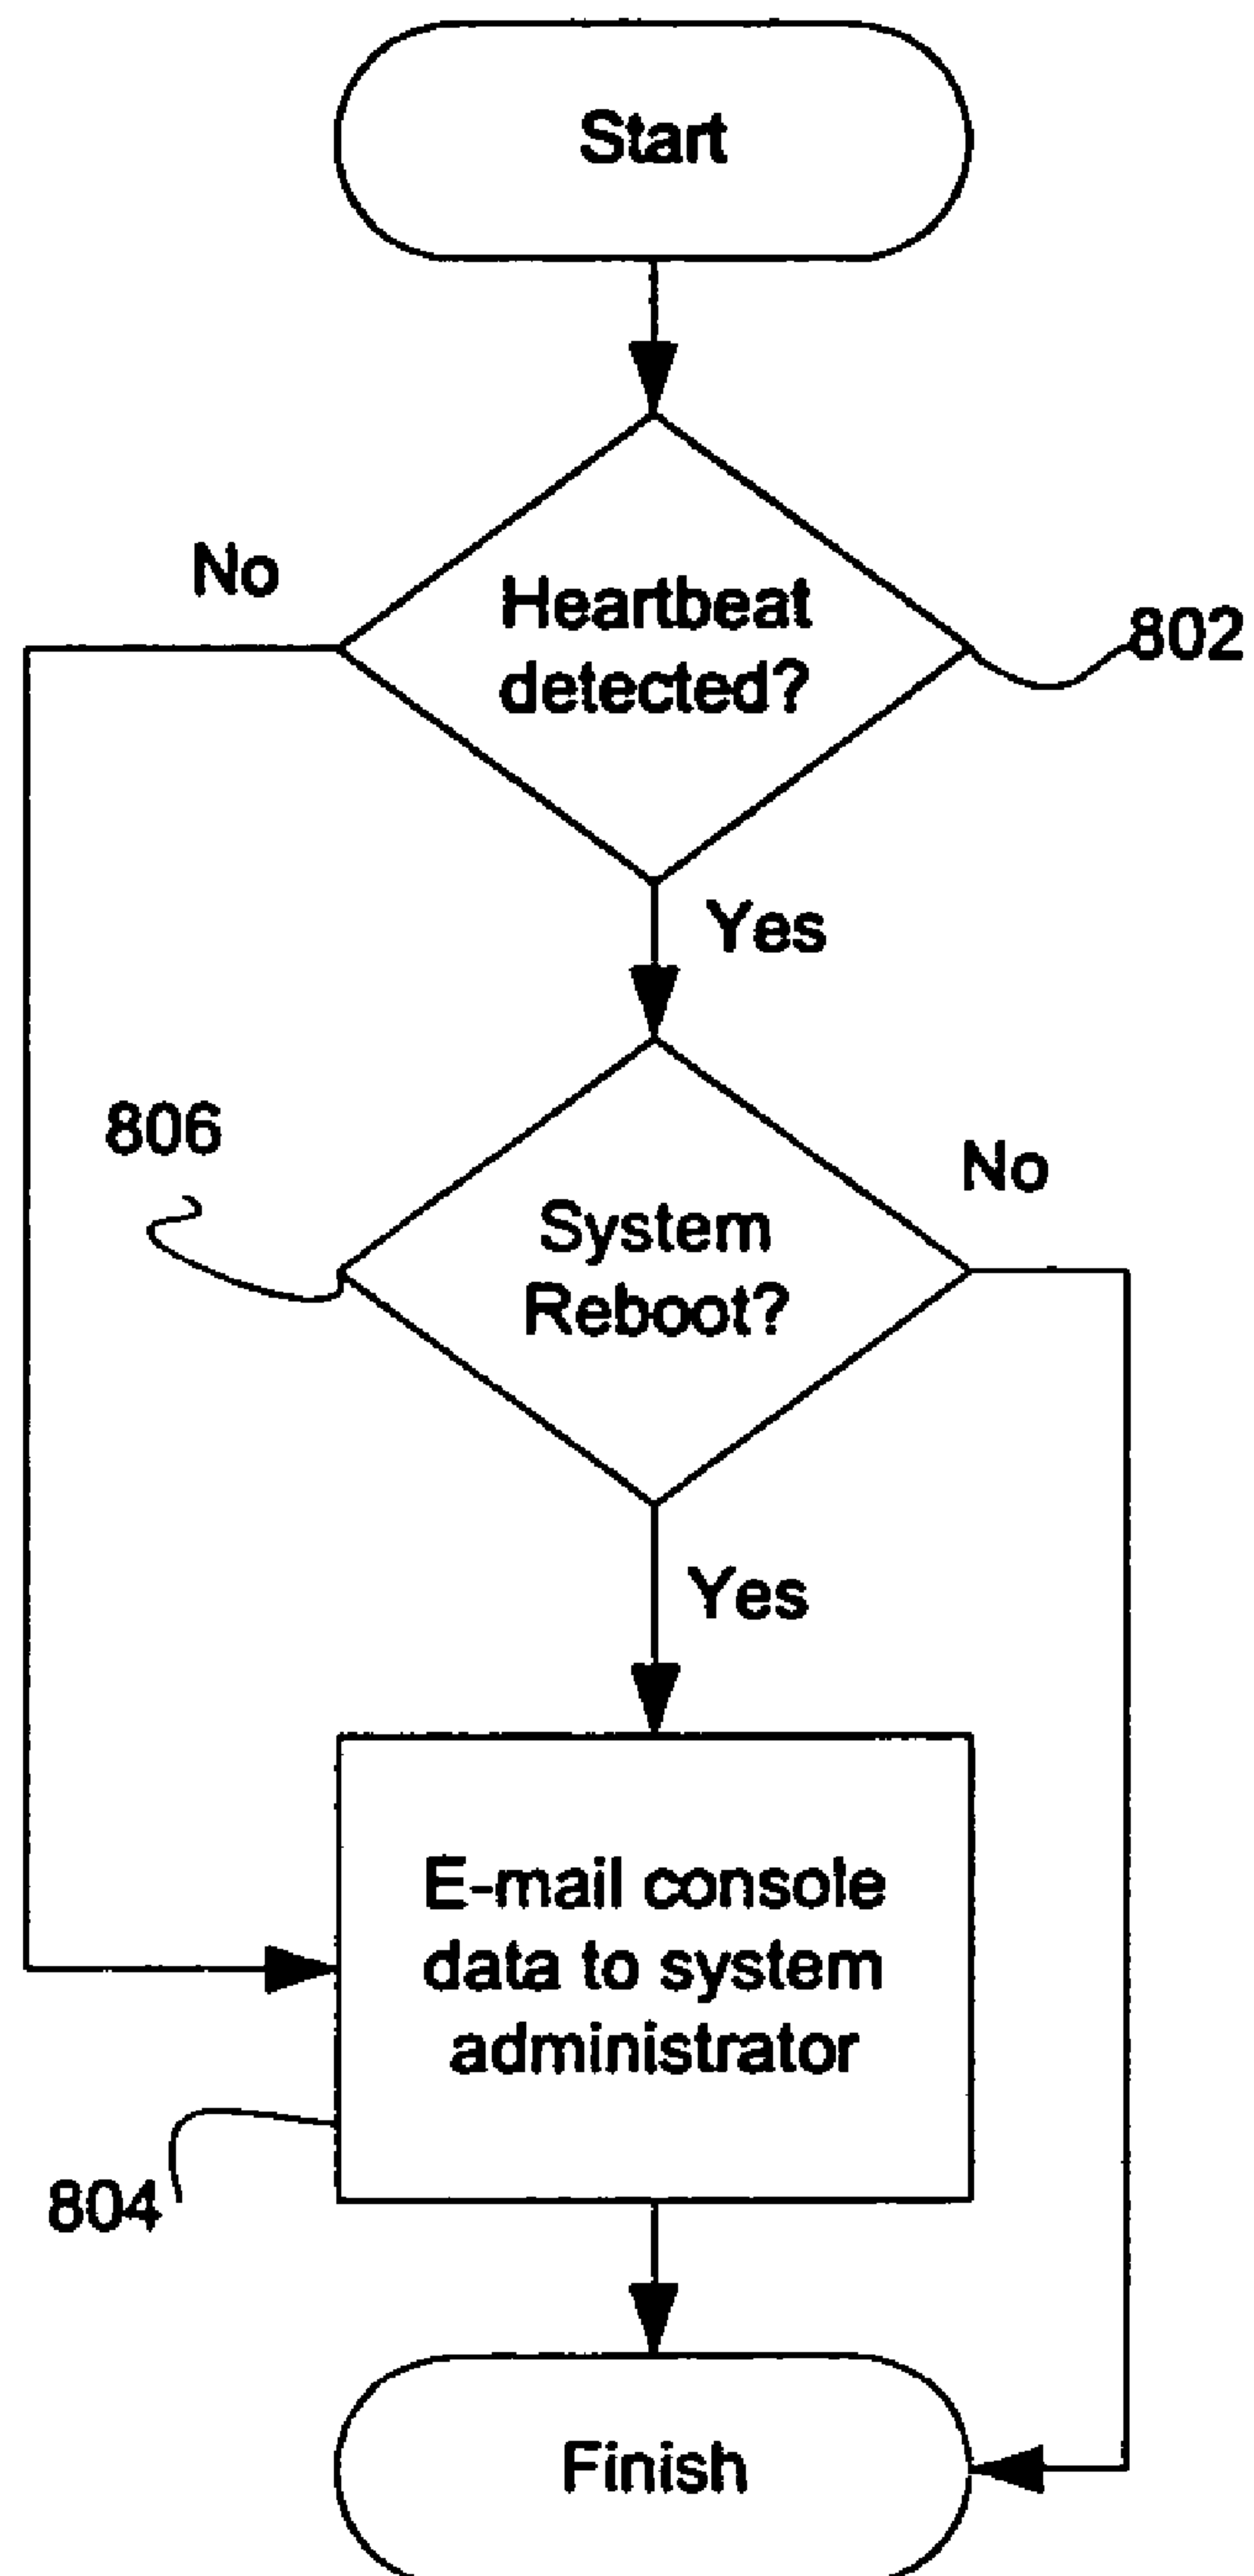 Start
No
Heartbeat
detected?
802
Yes
806
No
System
Reboot?
Yes
E-mail console
data to system
administrator
804
Finish